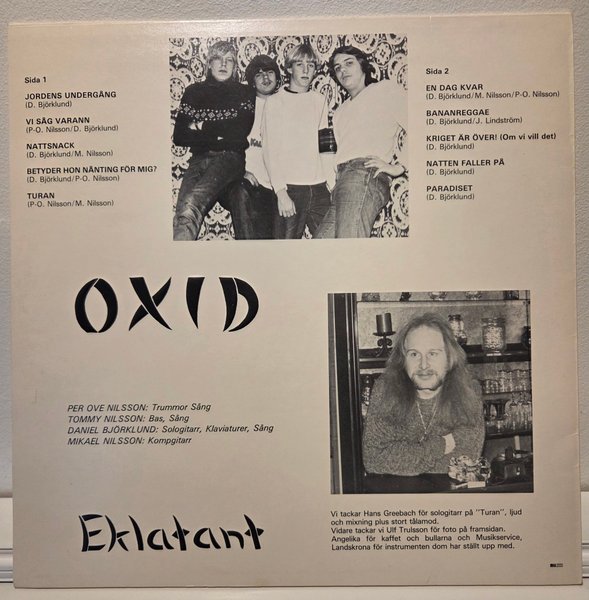 Sida 1
JORDENS UNDERGÅNG
(D. Björklund)
VI SÅG VARANN
(P-O. Nilsson/D. Björklund)
NATTSNACK
(D. Björklund/M. Nilsson)
BETYDER HON NÅNTING FÖR MIG?
(D. Björklund/P-O. Nilsson)
TURAN
(P-O. Nilsson/M. Nilsson)
Sida 2
EN DAG KVAR
(D. Björklund/M. Nilsson/P-O. Nilsson)
BANANREGGAE
(D. Björklund/J. Lindström)
KRIGET ÄR ÖVER! (Om vi vill det)
(D. Björklund)
NATTEN FALLER PÅ
(D. Björklund)
PARADISET
(D. Björklund)
OXID
PER OVE NILSSON: Trummor Sång
TOMMY NILSSON: Bas, Sång
DANIEL BJÖRKLUND: Sologitarr, Klaviaturer, Sång
MIKAEL NILSSON: Kompgitarr
Eklatant
Vi tackar Hans Greebach för sologitarr på "Turan", ljud
och mixning plus stort tålamod.
Vidare tackar vi Ulf Trulsson för foto på framsidan.
Angelika för kaffet och bullarna och Musikservice,
Landskrona för instrumenten dom har ställt upp med.